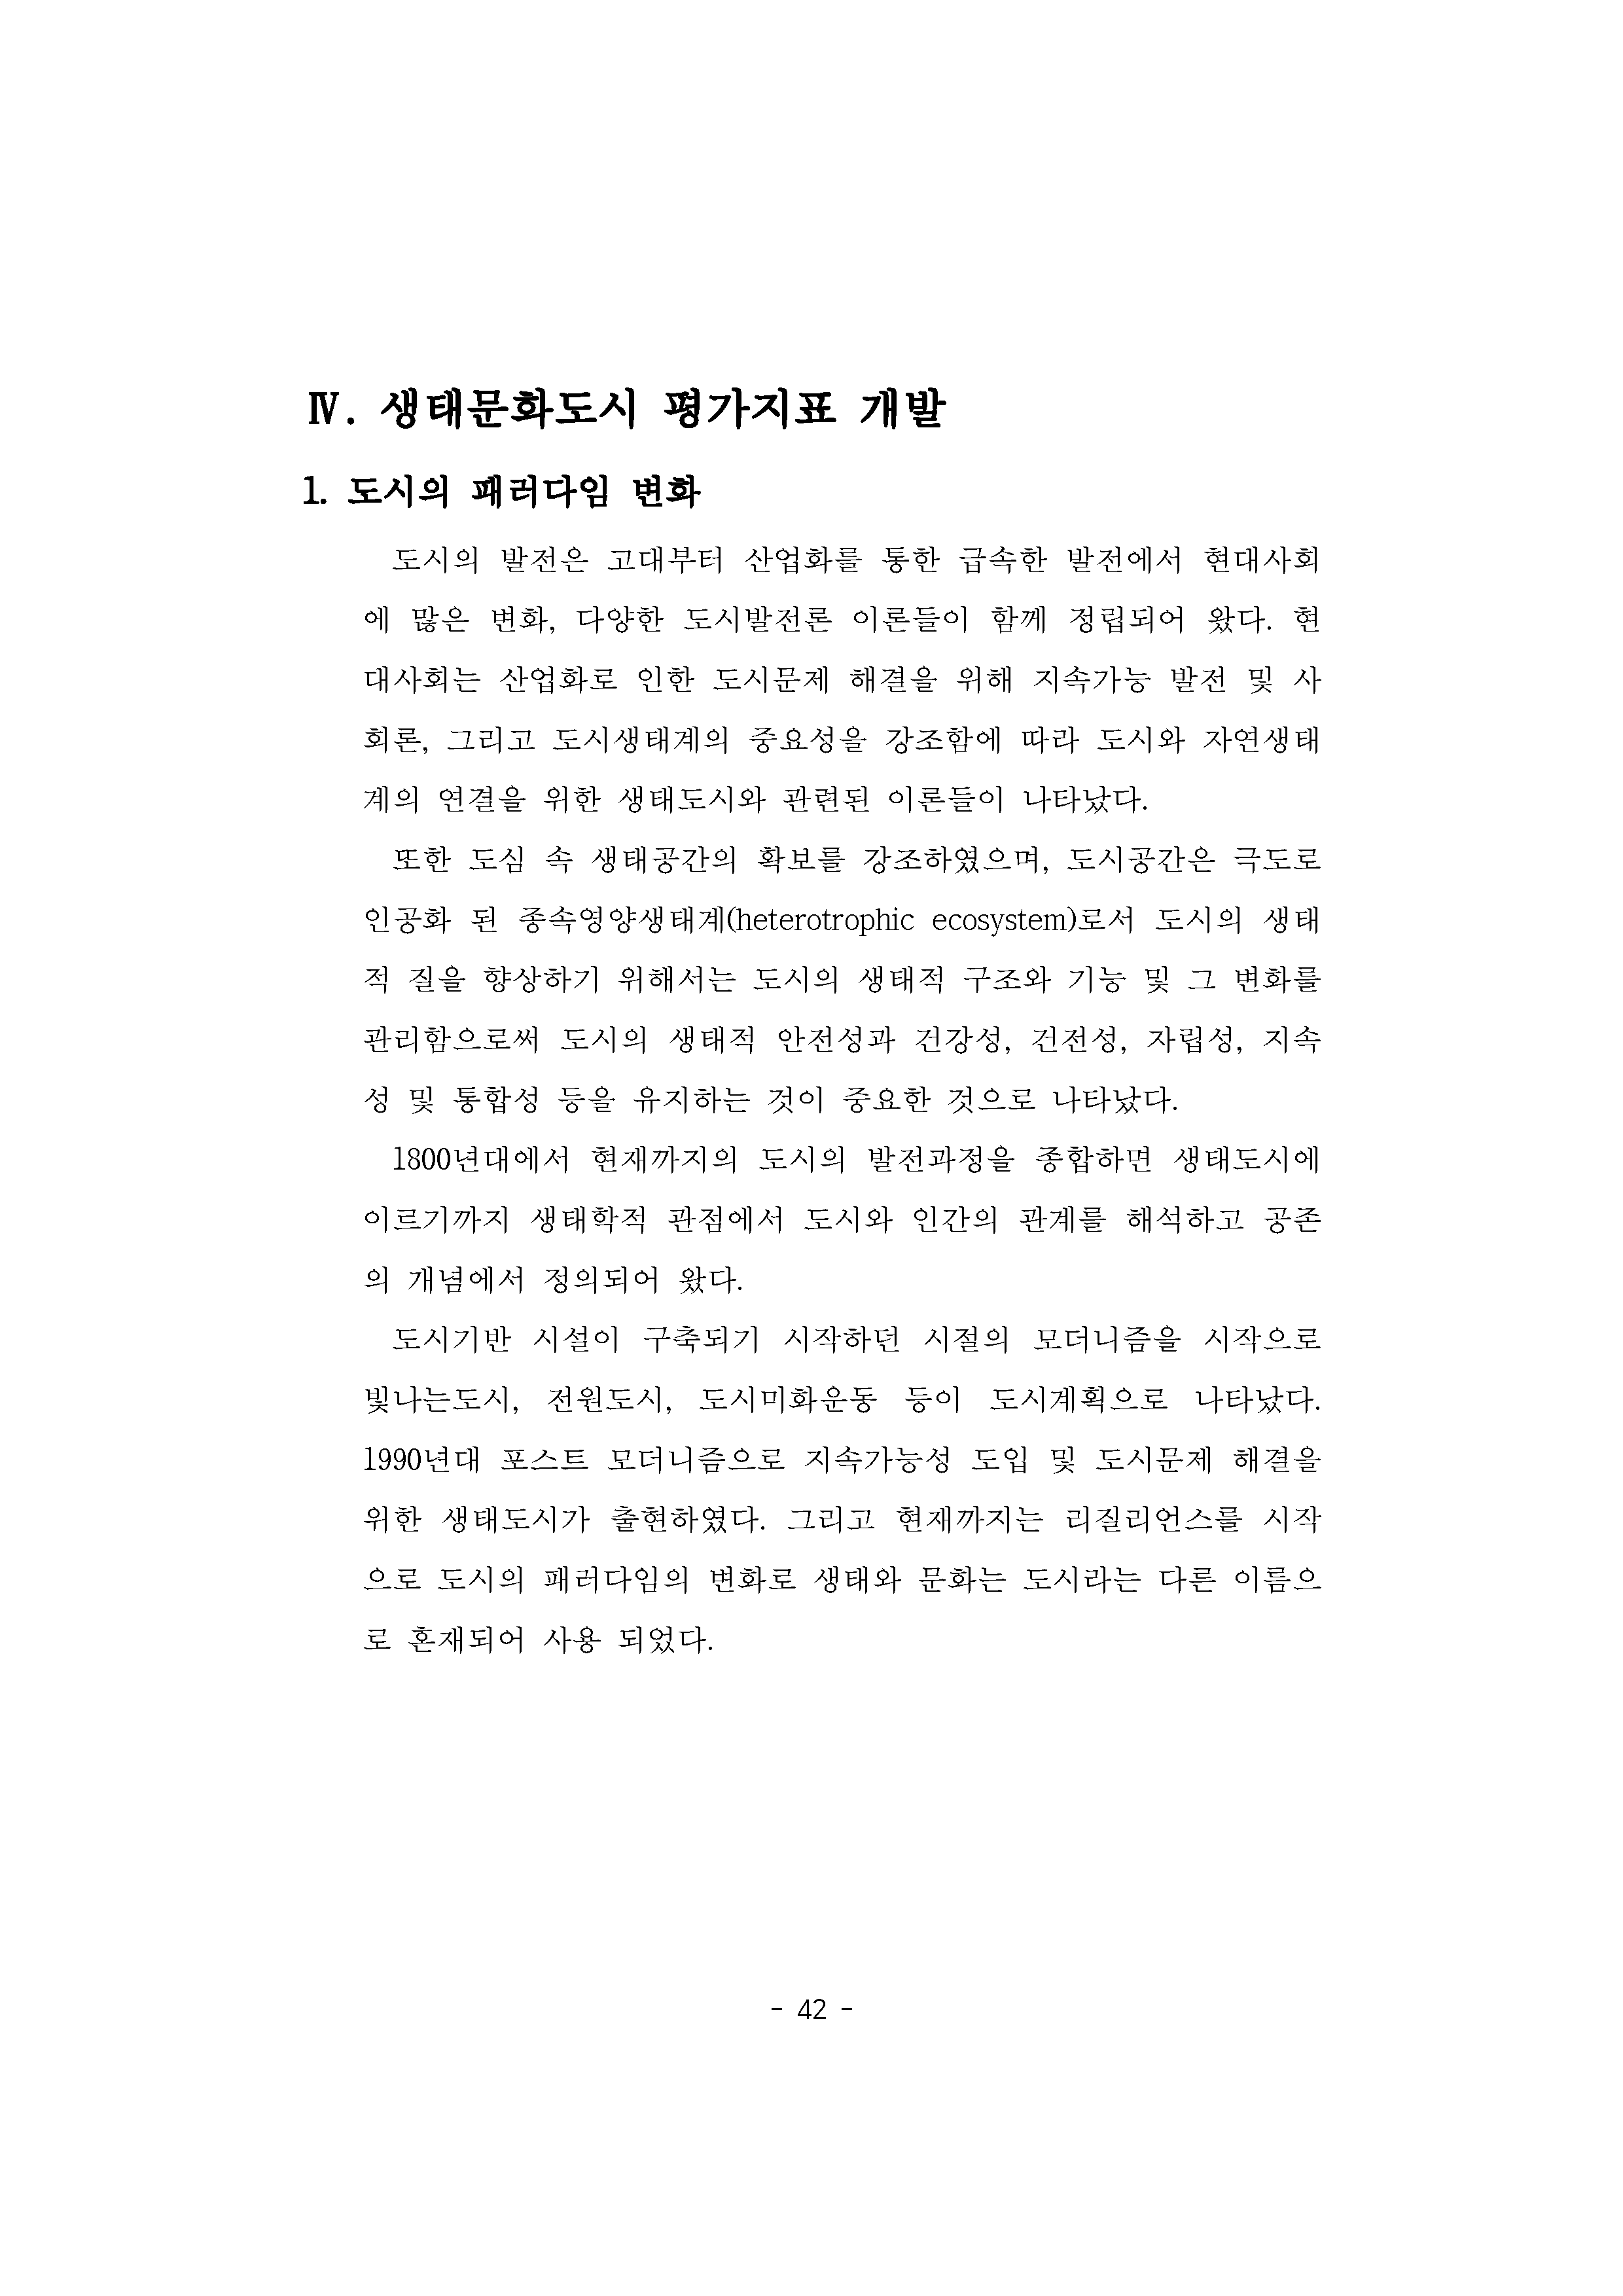 Ⅳ. 생태문화도시 평가지표 개발
1. 도시의 패러다임 변화
도시의 발전은 고대부터 산업화를 통한 급속한 발전에서 현대사회
에 많은 변화, 다양한 도시발전론 이론들이 함께 정립되어 왔다. 현
대사회는 산업화로 인한 도시문제 해결을 위해 지속가능 발전 및 사
회론, 그리고 도시생태계의 중요성을 강조함에 따라 도시와 자연생태
계의 연결을 위한 생태도시와 관련된 이론들이 나타났다.
또한 도심 속 생태공간의 확보를 강조하였으며, 도시공간은 극도로
인공화 된 종속영양생태계(heterotrophic ecosystem)로서 도시의 생태
적 질을 향상하기 위해서는 도시의 생태적 구조와 기능 및 그 변화를
관리함으로써 도시의 생태적 안전성과 건강성, 건전성, 자립성, 지속
성 및 통합성 등을 유지하는 것이 중요한 것으로 나타났다.
1800년대에서 현재까지의 도시의 발전과정을 종합하면 생태도시에
이르기까지 생태학적 관점에서 도시와 인간의 관계를 해석하고 공존
의 개념에서 정의되어 왔다.
도시기반 시설이 구축되기 시작하던 시절의 모더니즘을 시작으로
빛나는도시, 전원도시, 도시미화운동 등이 도시계획으로 나타났다.
1990년대 포스트 모더니즘으로 지속가능성 도입 및 도시문제 해결을
위한 생태도시가 출현하였다. 그리고 현재까지는 리질리언스를 시작
으로 도시의 패러다임의 변화로 생태와 문화는 도시라는 다른 이름으
로 혼재되어 사용 되었다.
- 42 -